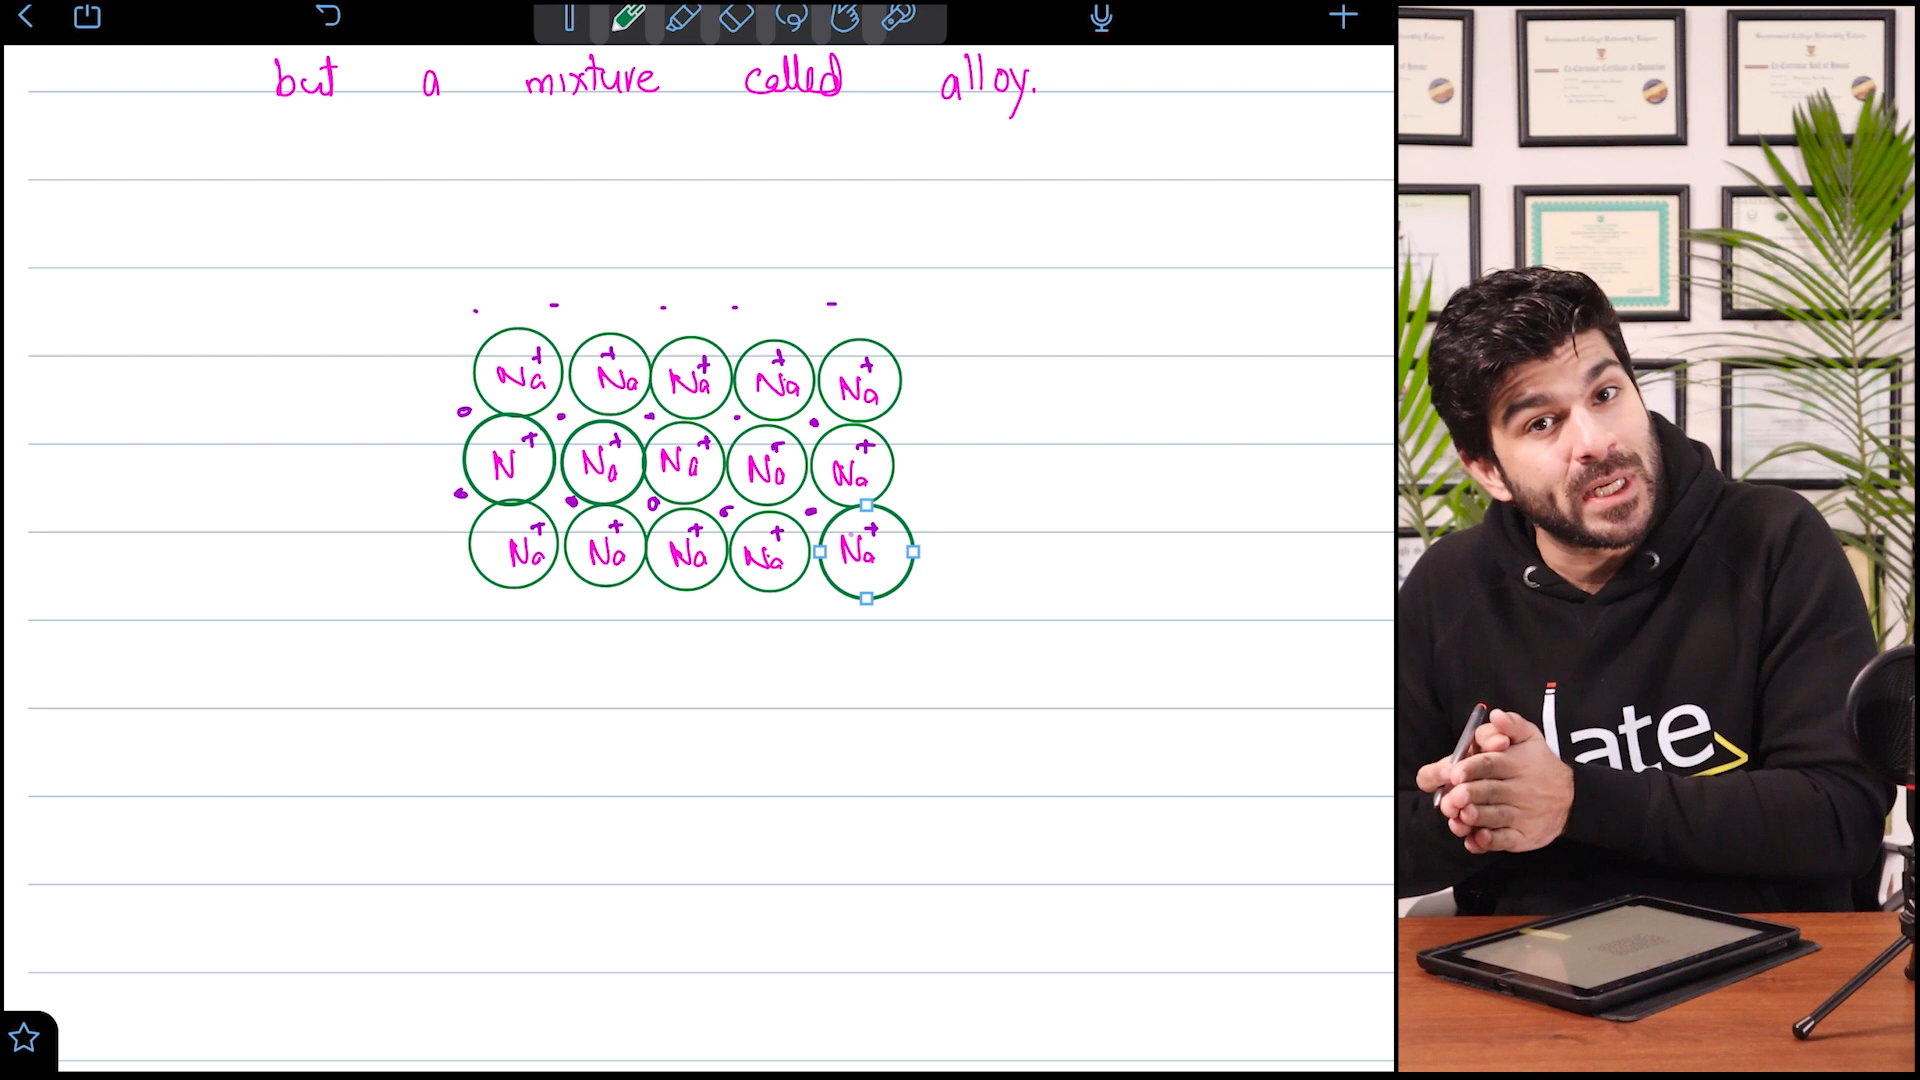 but a mixture called alloy.
Na+ Na+ Na+ Na+ Na+
N+ Na+ Na+ Na Na+
Na+ Na+ Na+ Na+ Na+
late